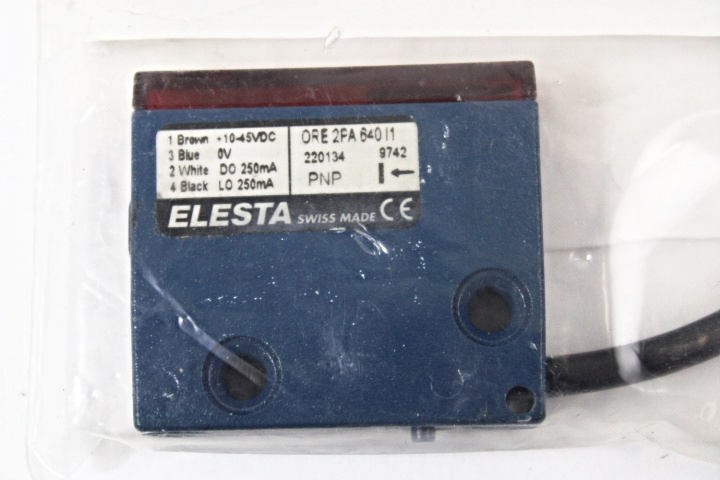 1 Brown +10-45VDC
3 Blue 0V
2 White DO 250mA
4 Black LO 250mA
ORE 2PA 640 I1
220134 9742
PNP
ELESTA SWISS MADE CE